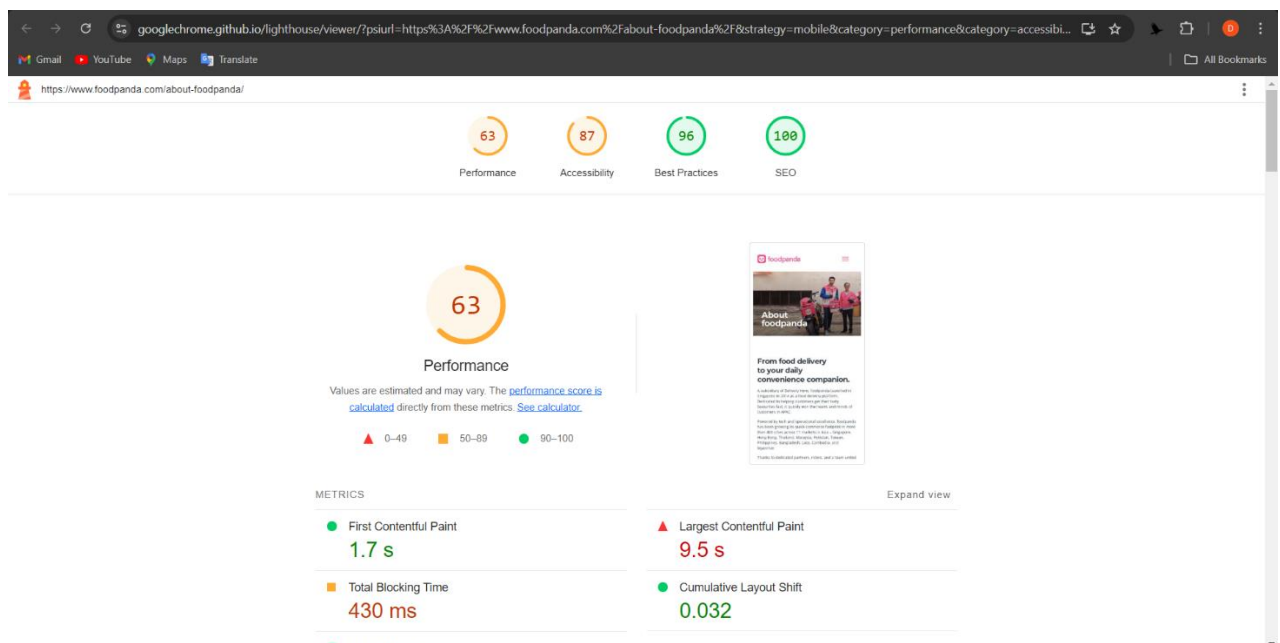 googlechrome.github.io/lighthouse/viewer/?psiurl=https%3A%2F%2Fwww.foodpanda.com%2Fabout-foodpanda%2F&strategy=mobile&category=performance&category=accessibi...
D
Gmail
YouTube
Maps
Translate
All Bookmarks
https://www.foodpanda.com/about-foodpanda/
63
87
96
100
Performance
Accessibility
Best Practices
SEO
63
Performance
Values are estimated and may vary. The performance score is
calculated directly from these metrics. See calculator.
0–49
50–89
90–100
foodpanda
About
foodpanda
From food delivery
to your daily
convenience companion.
METRICS
Expand view
First Contentful Paint
1.7 s
Largest Contentful Paint
9.5 s
Total Blocking Time
430 ms
Cumulative Layout Shift
0.032